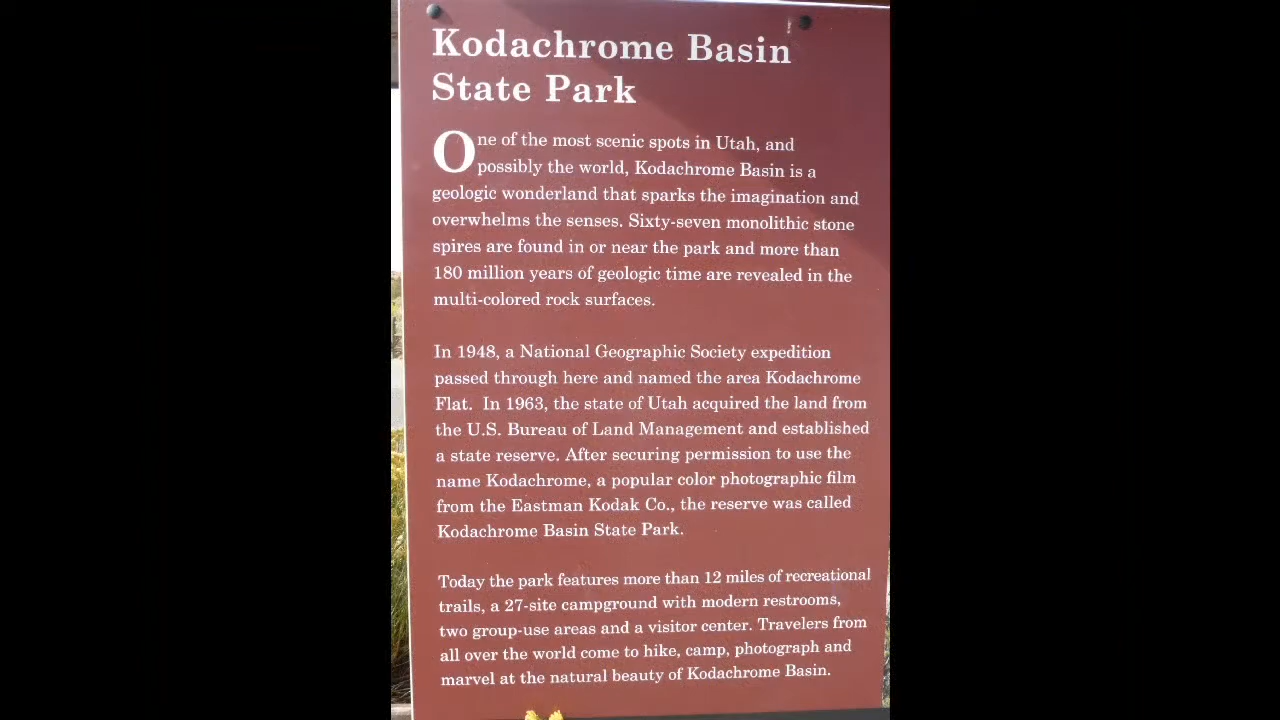 Kodachrome Basin
State Park
One of the most scenic spots in Utah, and
possibly the world, Kodachrome Basin is a
geologic wonderland that sparks the imagination and
overwhelms the senses. Sixty-seven monolithic stone
spires are found in or near the park and more than
180 million years of geologic time are revealed in the
multi-colored rock surfaces.
In 1948, a National Geographic Society expedition
passed through here and named the area Kodachrome
Flat. In 1963, the state of Utah acquired the land from
the U.S. Bureau of Land Management and established
a state reserve. After securing permission to use the
name Kodachrome, a popular color photographic film
from the Eastman Kodak Co., the reserve was called
Kodachrome Basin State Park.
Today the park features more than 12 miles of recreational
trails, a 27-site campground with modern restrooms,
two group-use areas and a visitor center. Travelers from
all over the world come to hike, camp, photograph and
marvel at the natural beauty of Kodachrome Basin.